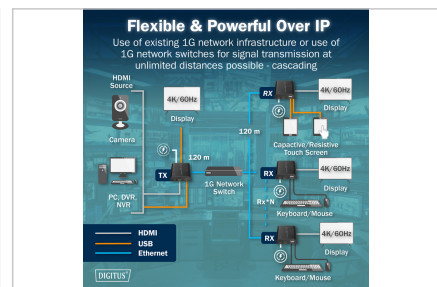 Flexible & Powerful Over IP
Use of existing 1G network infrastructure or use of
1G network switches for signal transmission at
unlimited distances possible - cascading
HDMI
Source
4K/60Hz
Display
Camera
120 m
TX
1G Network
Switch
PC, DVR,
NVR
120 m
RX
4K/60Hz
Display
Capactive/Resistive
Touch Screen
RX
4K/60Hz
Display
Rx*N
Keyboard/Mouse
RX
4K/60Hz
Display
Keyboard/Mouse
HDMI
USB
Ethernet
DIGITUS®